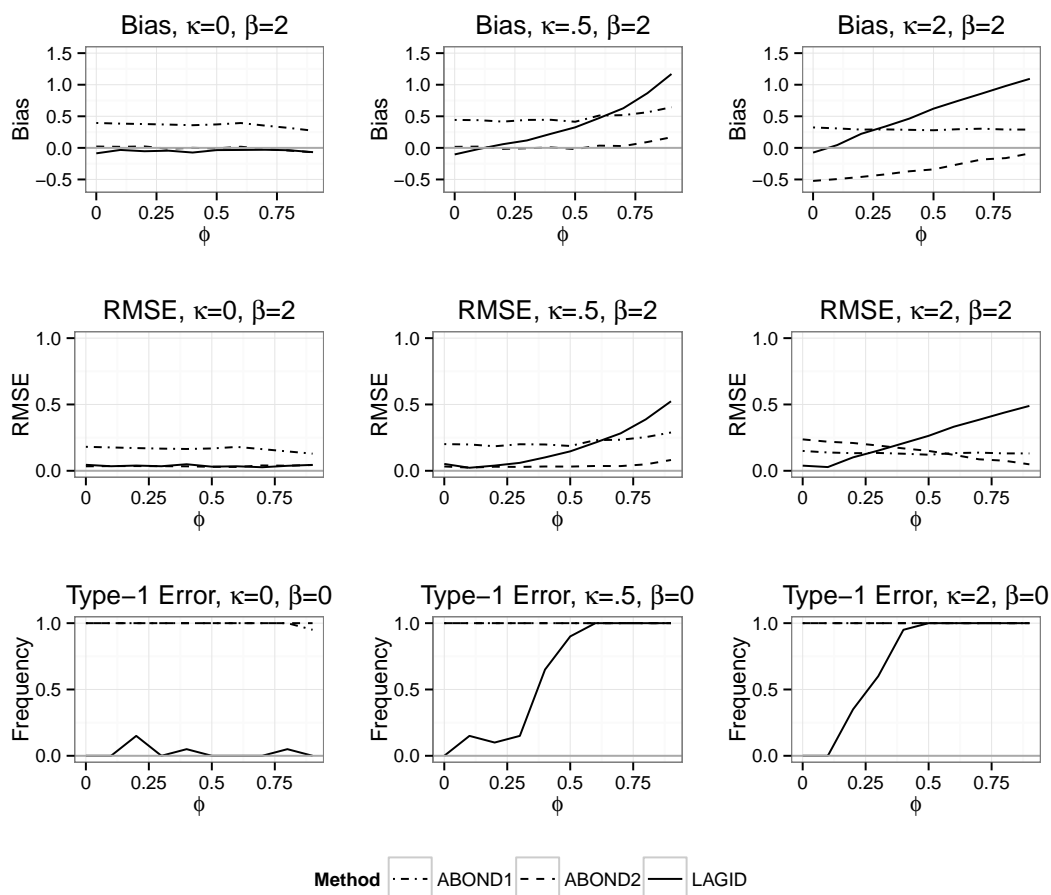 Bias, κ=0, β=2
Bias, κ=.5, β=2
Bias, κ=2, β=2
Bias
1.5
1.0
0.5
0.0
−0.5
0 0.25 0.5 0.75
ϕ
Bias
1.5
1.0
0.5
0.0
−0.5
0 0.25 0.5 0.75
ϕ
Bias
1.5
1.0
0.5
0.0
−0.5
0 0.25 0.5 0.75
ϕ
RMSE, κ=0, β=2
RMSE, κ=.5, β=2
RMSE, κ=2, β=2
RMSE
1.0
0.5
0.0
0 0.25 0.5 0.75
ϕ
RMSE
1.0
0.5
0.0
0 0.25 0.5 0.75
ϕ
RMSE
1.0
0.5
0.0
0 0.25 0.5 0.75
ϕ
Type−1 Error, κ=0, β=0
Type−1 Error, κ=.5, β=0
Type−1 Error, κ=2, β=0
Frequency
1.0
0.5
0.0
0 0.25 0.5 0.75
ϕ
Frequency
1.0
0.5
0.0
0 0.25 0.5 0.75
ϕ
Frequency
1.0
0.5
0.0
0 0.25 0.5 0.75
ϕ
Method ABOND1 ABOND2 LAGID